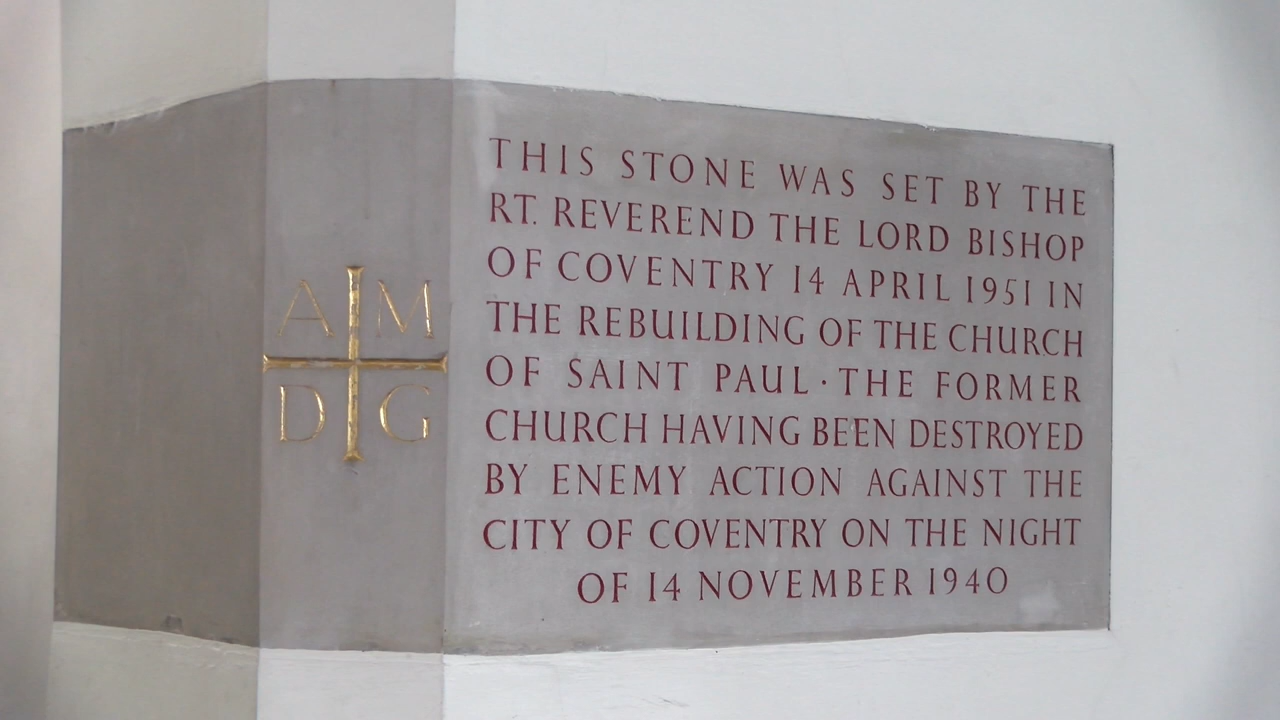 A M
D G
THIS STONE WAS SET BY THE
RT. REVEREND THE LORD BISHOP
OF COVENTRY 14 APRIL 1951 IN
THE REBUILDING OF THE CHURCH
OF SAINT PAUL · THE FORMER
CHURCH HAVING BEEN DESTROYED
BY ENEMY ACTION AGAINST THE
CITY OF COVENTRY ON THE NIGHT
OF 14 NOVEMBER 1940